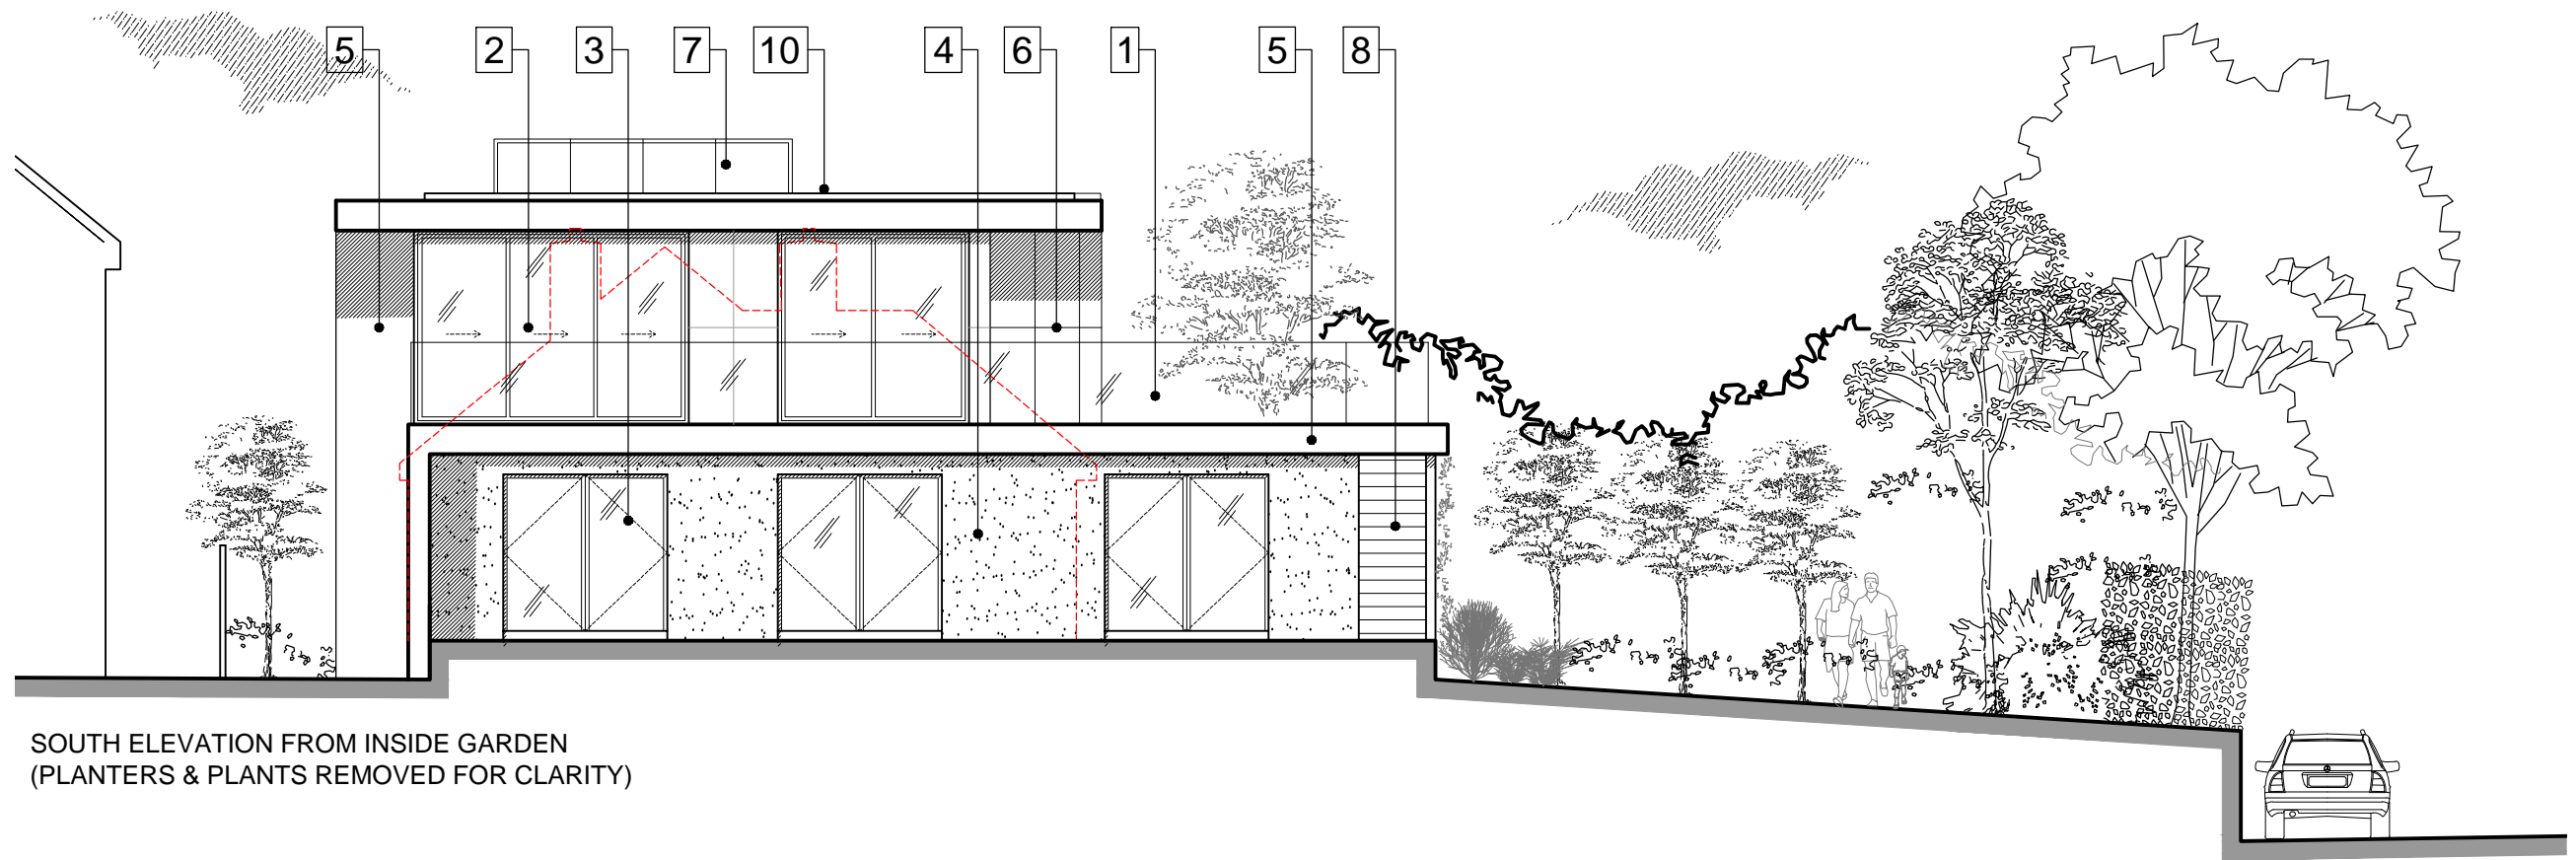 5 2 3 7 10 4 6 1 5 8
SOUTH ELEVATION FROM INSIDE GARDEN
(PLANTERS & PLANTS REMOVED FOR CLARITY)